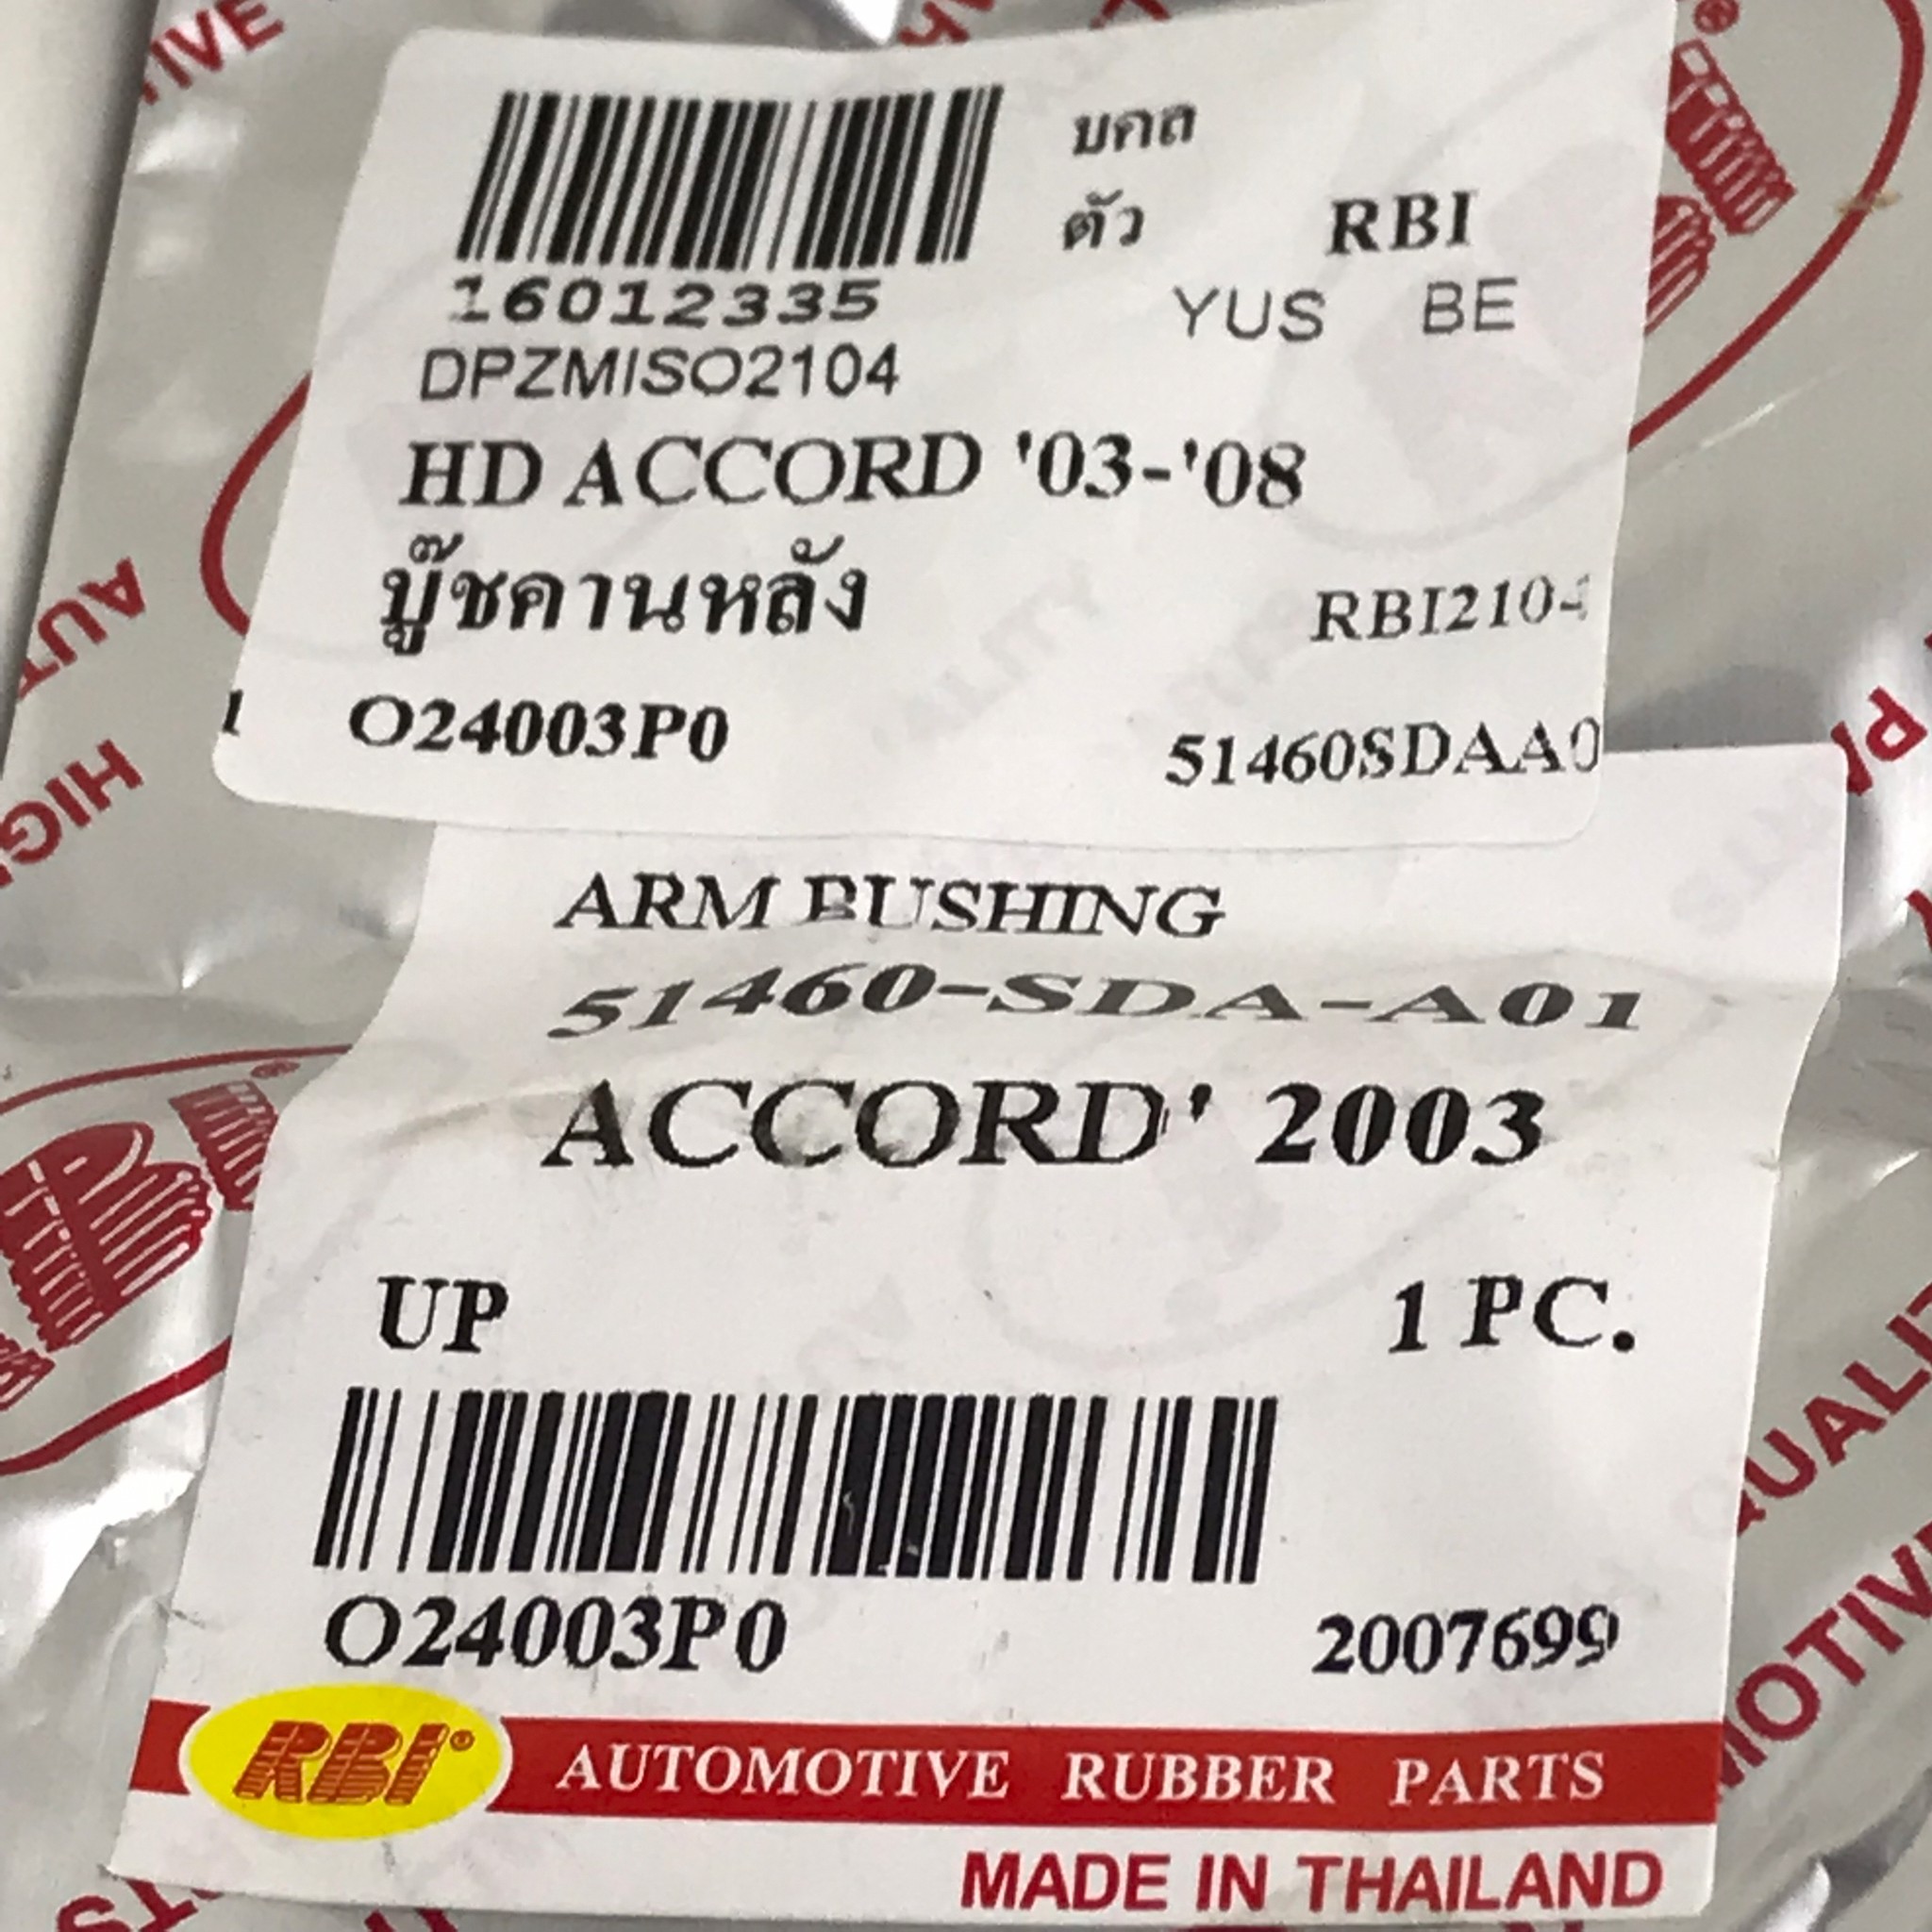 บคล
ตัว RBI
16012335 YUS BE
DPZMISO2104
HD ACCORD '03-'08
บู๊ชคานหลัง RBI2104
1 O24003P0 51460SDAA0
ARM BUSHING
51460-SDA-A01
ACCORD' 2003
UP 1 PC.
O24003P0 2007699
RBI® AUTOMOTIVE RUBBER PARTS
MADE IN THAILAND